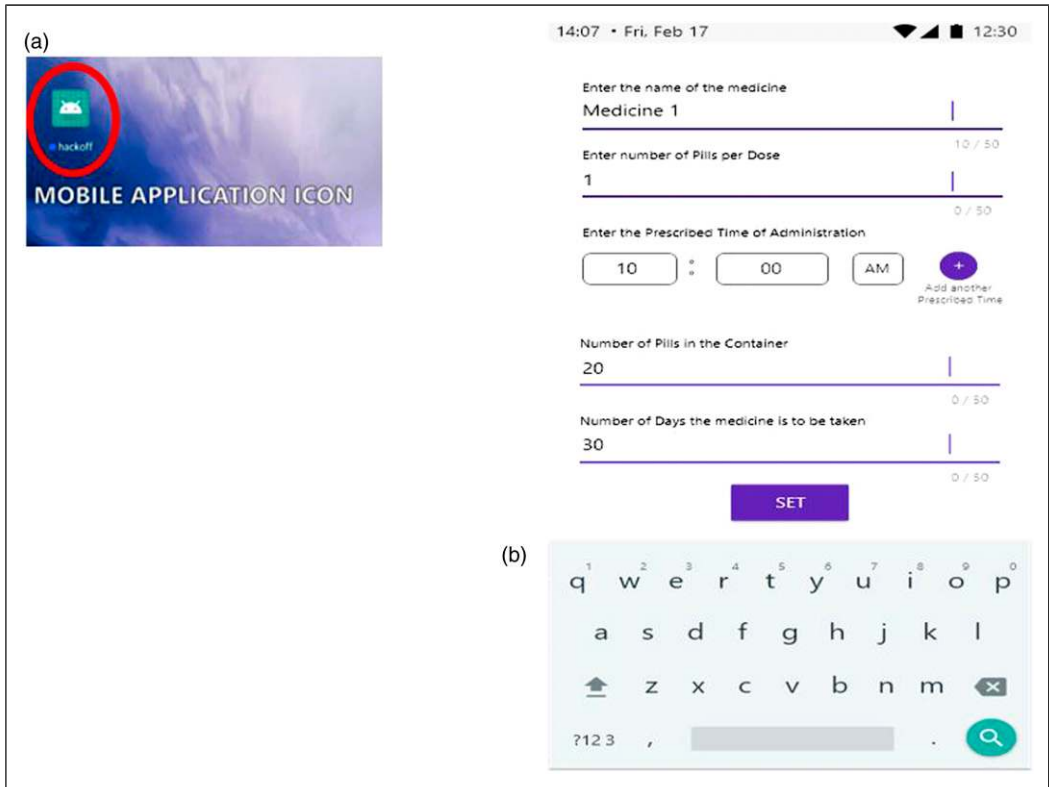 (a)
hackoff
MOBILE APPLICATION ICON
14:07 • Fri, Feb 17 12:30
Enter the name of the medicine
Medicine 1
10 / 50
Enter number of Pills per Dose
1
0 / 50
Enter the Prescribed Time of Administration
10 : 00 AM +
Add another
Prescribed Time
Number of Pills in the Container
20
0 / 50
Number of Days the medicine is to be taken
30
0 / 50
SET
(b)
1 2 3 4 5 6 7 8 9 0
q w e r t y u i o p
a s d f g h j k l
z x c v b n m
?123 , .